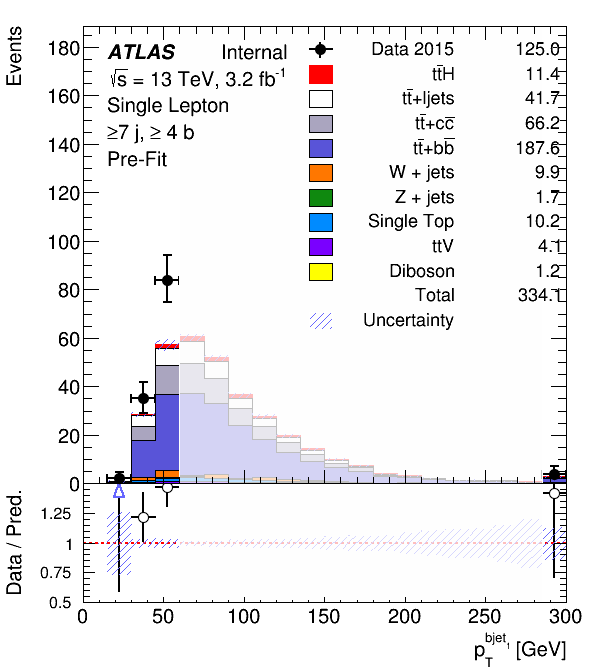 Events
180
160
140
120
100
80
60
40
20
0
ATLAS Internal
√s = 13 TeV, 3.2 fb-1
Single Lepton
≥7 j, ≥ 4 b
Pre-Fit
Data 2015 125.0
tt̄H 11.4
tt̄+ljets 41.7
tt̄+cc̄ 66.2
tt̄+bb̄ 187.6
W + jets 9.9
Z + jets 1.7
Single Top 10.2
ttV 4.1
Diboson 1.2
Total 334.1
Uncertainty
Data / Pred.
1.25
1
0.75
0.5
0 50 100 150 200 250 300
pT bjet, [GeV]